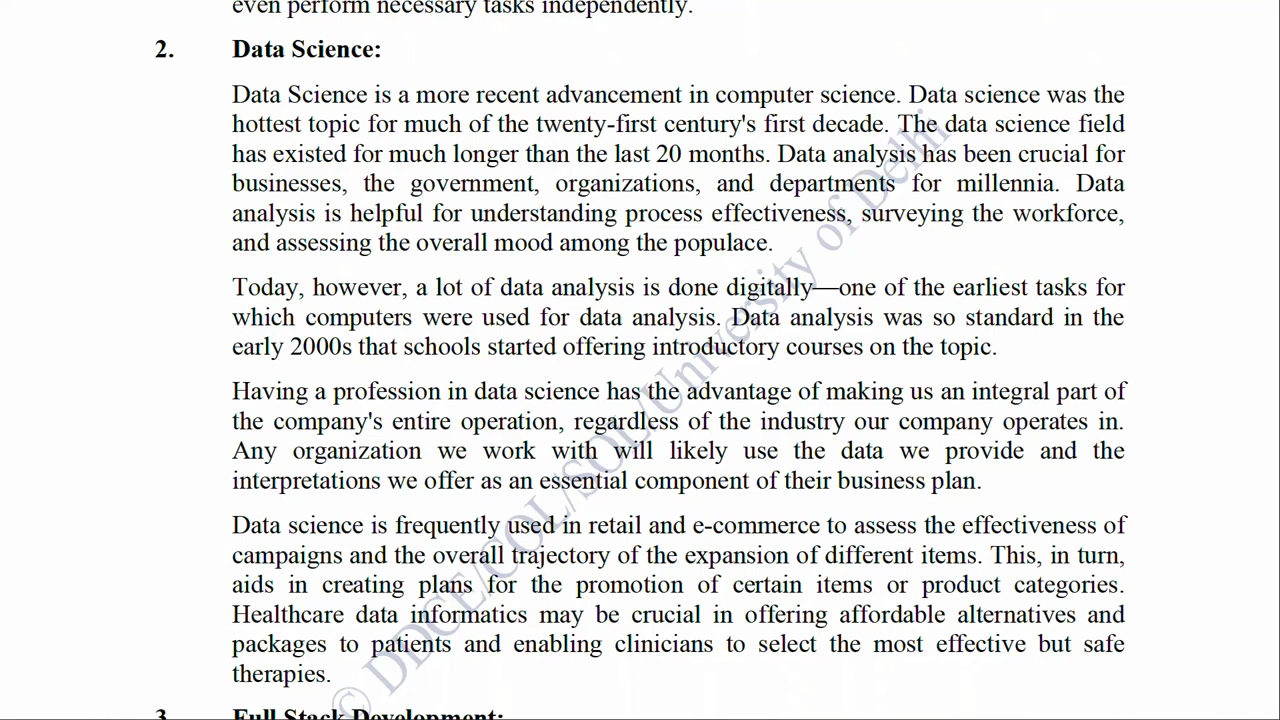 even perform necessary tasks independently.
2. Data Science:
Data Science is a more recent advancement in computer science. Data science was the
hottest topic for much of the twenty-first century's first decade. The data science field
has existed for much longer than the last 20 months. Data analysis has been crucial for
businesses, the government, organizations, and departments for millennia. Data
analysis is helpful for understanding process effectiveness, surveying the workforce,
and assessing the overall mood among the populace.
Today, however, a lot of data analysis is done digitally—one of the earliest tasks for
which computers were used for data analysis. Data analysis was so standard in the
early 2000s that schools started offering introductory courses on the topic.
Having a profession in data science has the advantage of making us an integral part of
the company's entire operation, regardless of the industry our company operates in.
Any organization we work with will likely use the data we provide and the
interpretations we offer as an essential component of their business plan.
Data science is frequently used in retail and e-commerce to assess the effectiveness of
campaigns and the overall trajectory of the expansion of different items. This, in turn,
aids in creating plans for the promotion of certain items or product categories.
Healthcare data informatics may be crucial in offering affordable alternatives and
packages to patients and enabling clinicians to select the most effective but safe
therapies.
3. Full Stack Development:
© DDCE/COL/SOL/University of Delhi